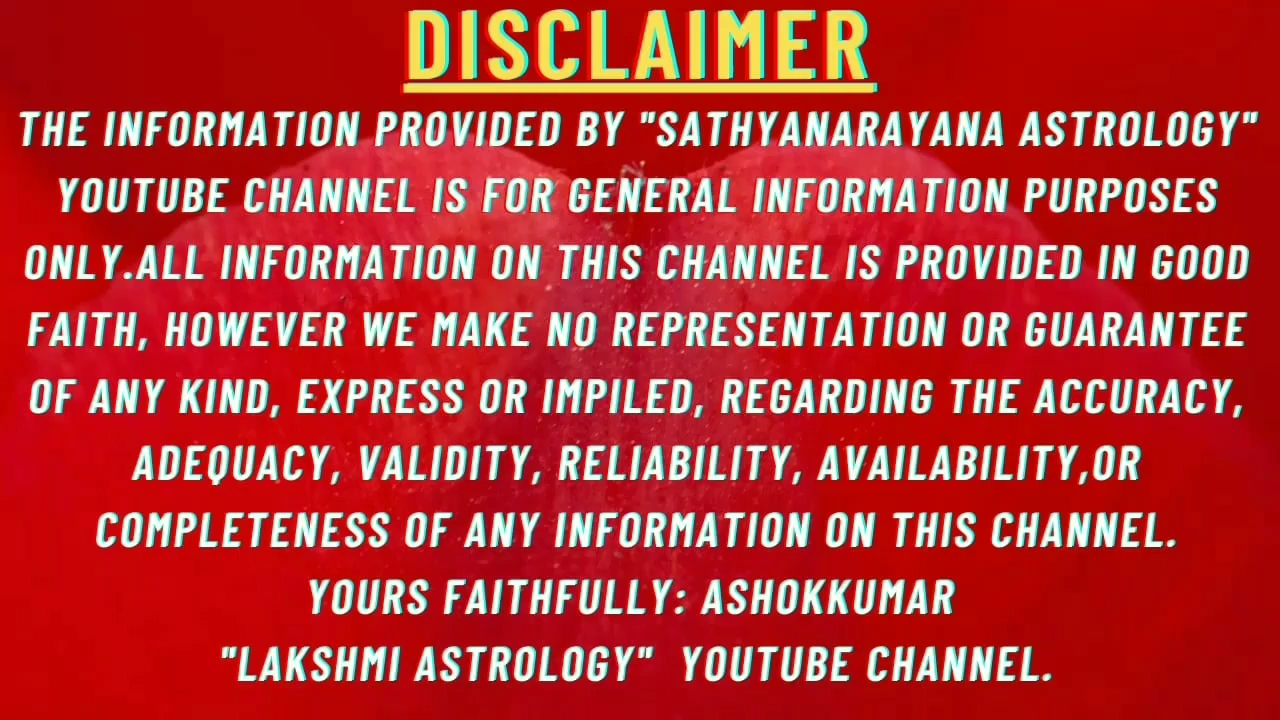 DISCLAIMER
THE INFORMATION PROVIDED BY "SATHYANARAYANA ASTROLOGY"
YOUTUBE CHANNEL IS FOR GENERAL INFORMATION PURPOSES
ONLY.ALL INFORMATION ON THIS CHANNEL IS PROVIDED IN GOOD
FAITH, HOWEVER WE MAKE NO REPRESENTATION OR GUARANTEE
OF ANY KIND, EXPRESS OR IMPILED, REGARDING THE ACCURACY,
ADEQUACY, VALIDITY, RELIABILITY, AVAILABILITY,OR
COMPLETENESS OF ANY INFORMATION ON THIS CHANNEL.
YOURS FAITHFULLY: ASHOKKUMAR
"LAKSHMI ASTROLOGY" YOUTUBE CHANNEL.